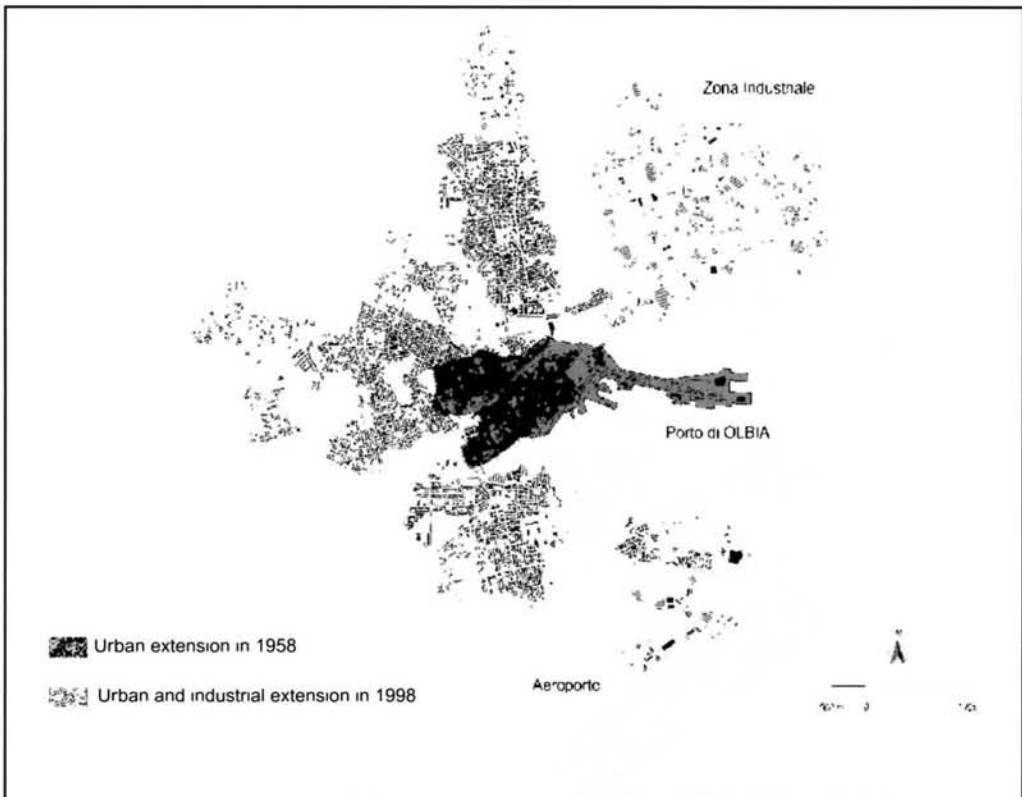 Zona Industriale
Porto di OLBIA
Urban extension in 1958
Urban and industrial extension in 1998
Aeroporto